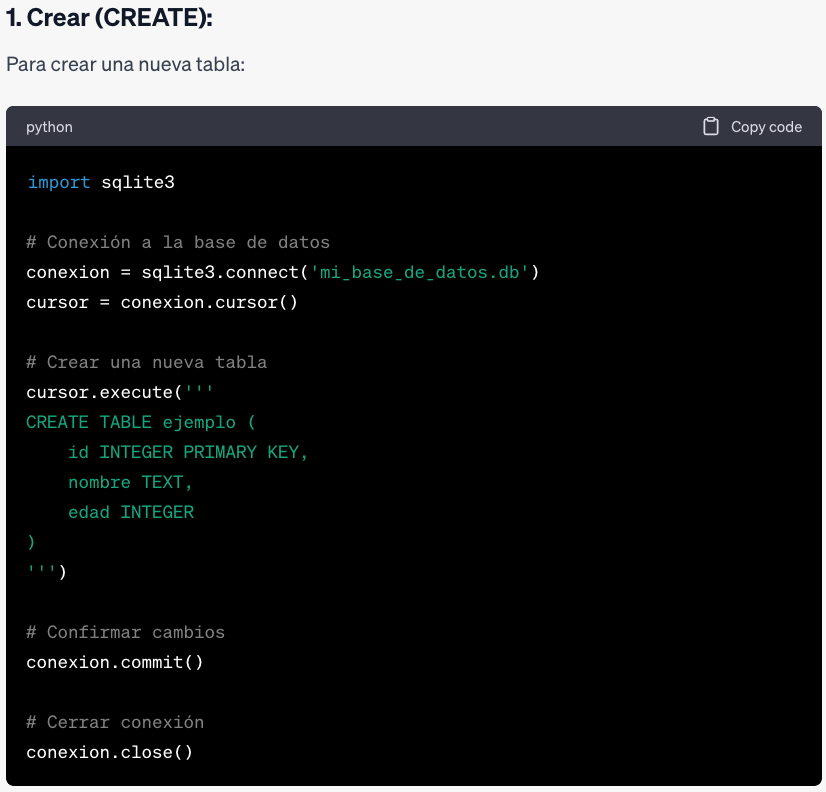 1. Crear (CREATE):
Para crear una nueva tabla:
python
Copy code
import sqlite3
# Conexión a la base de datos
conexion = sqlite3.connect('mi_base_de_datos.db')
cursor = conexion.cursor()
# Crear una nueva tabla
cursor.execute('''
CREATE TABLE ejemplo (
    id INTEGER PRIMARY KEY,
    nombre TEXT,
    edad INTEGER
)
''')
# Confirmar cambios
conexion.commit()
# Cerrar conexión
conexion.close()